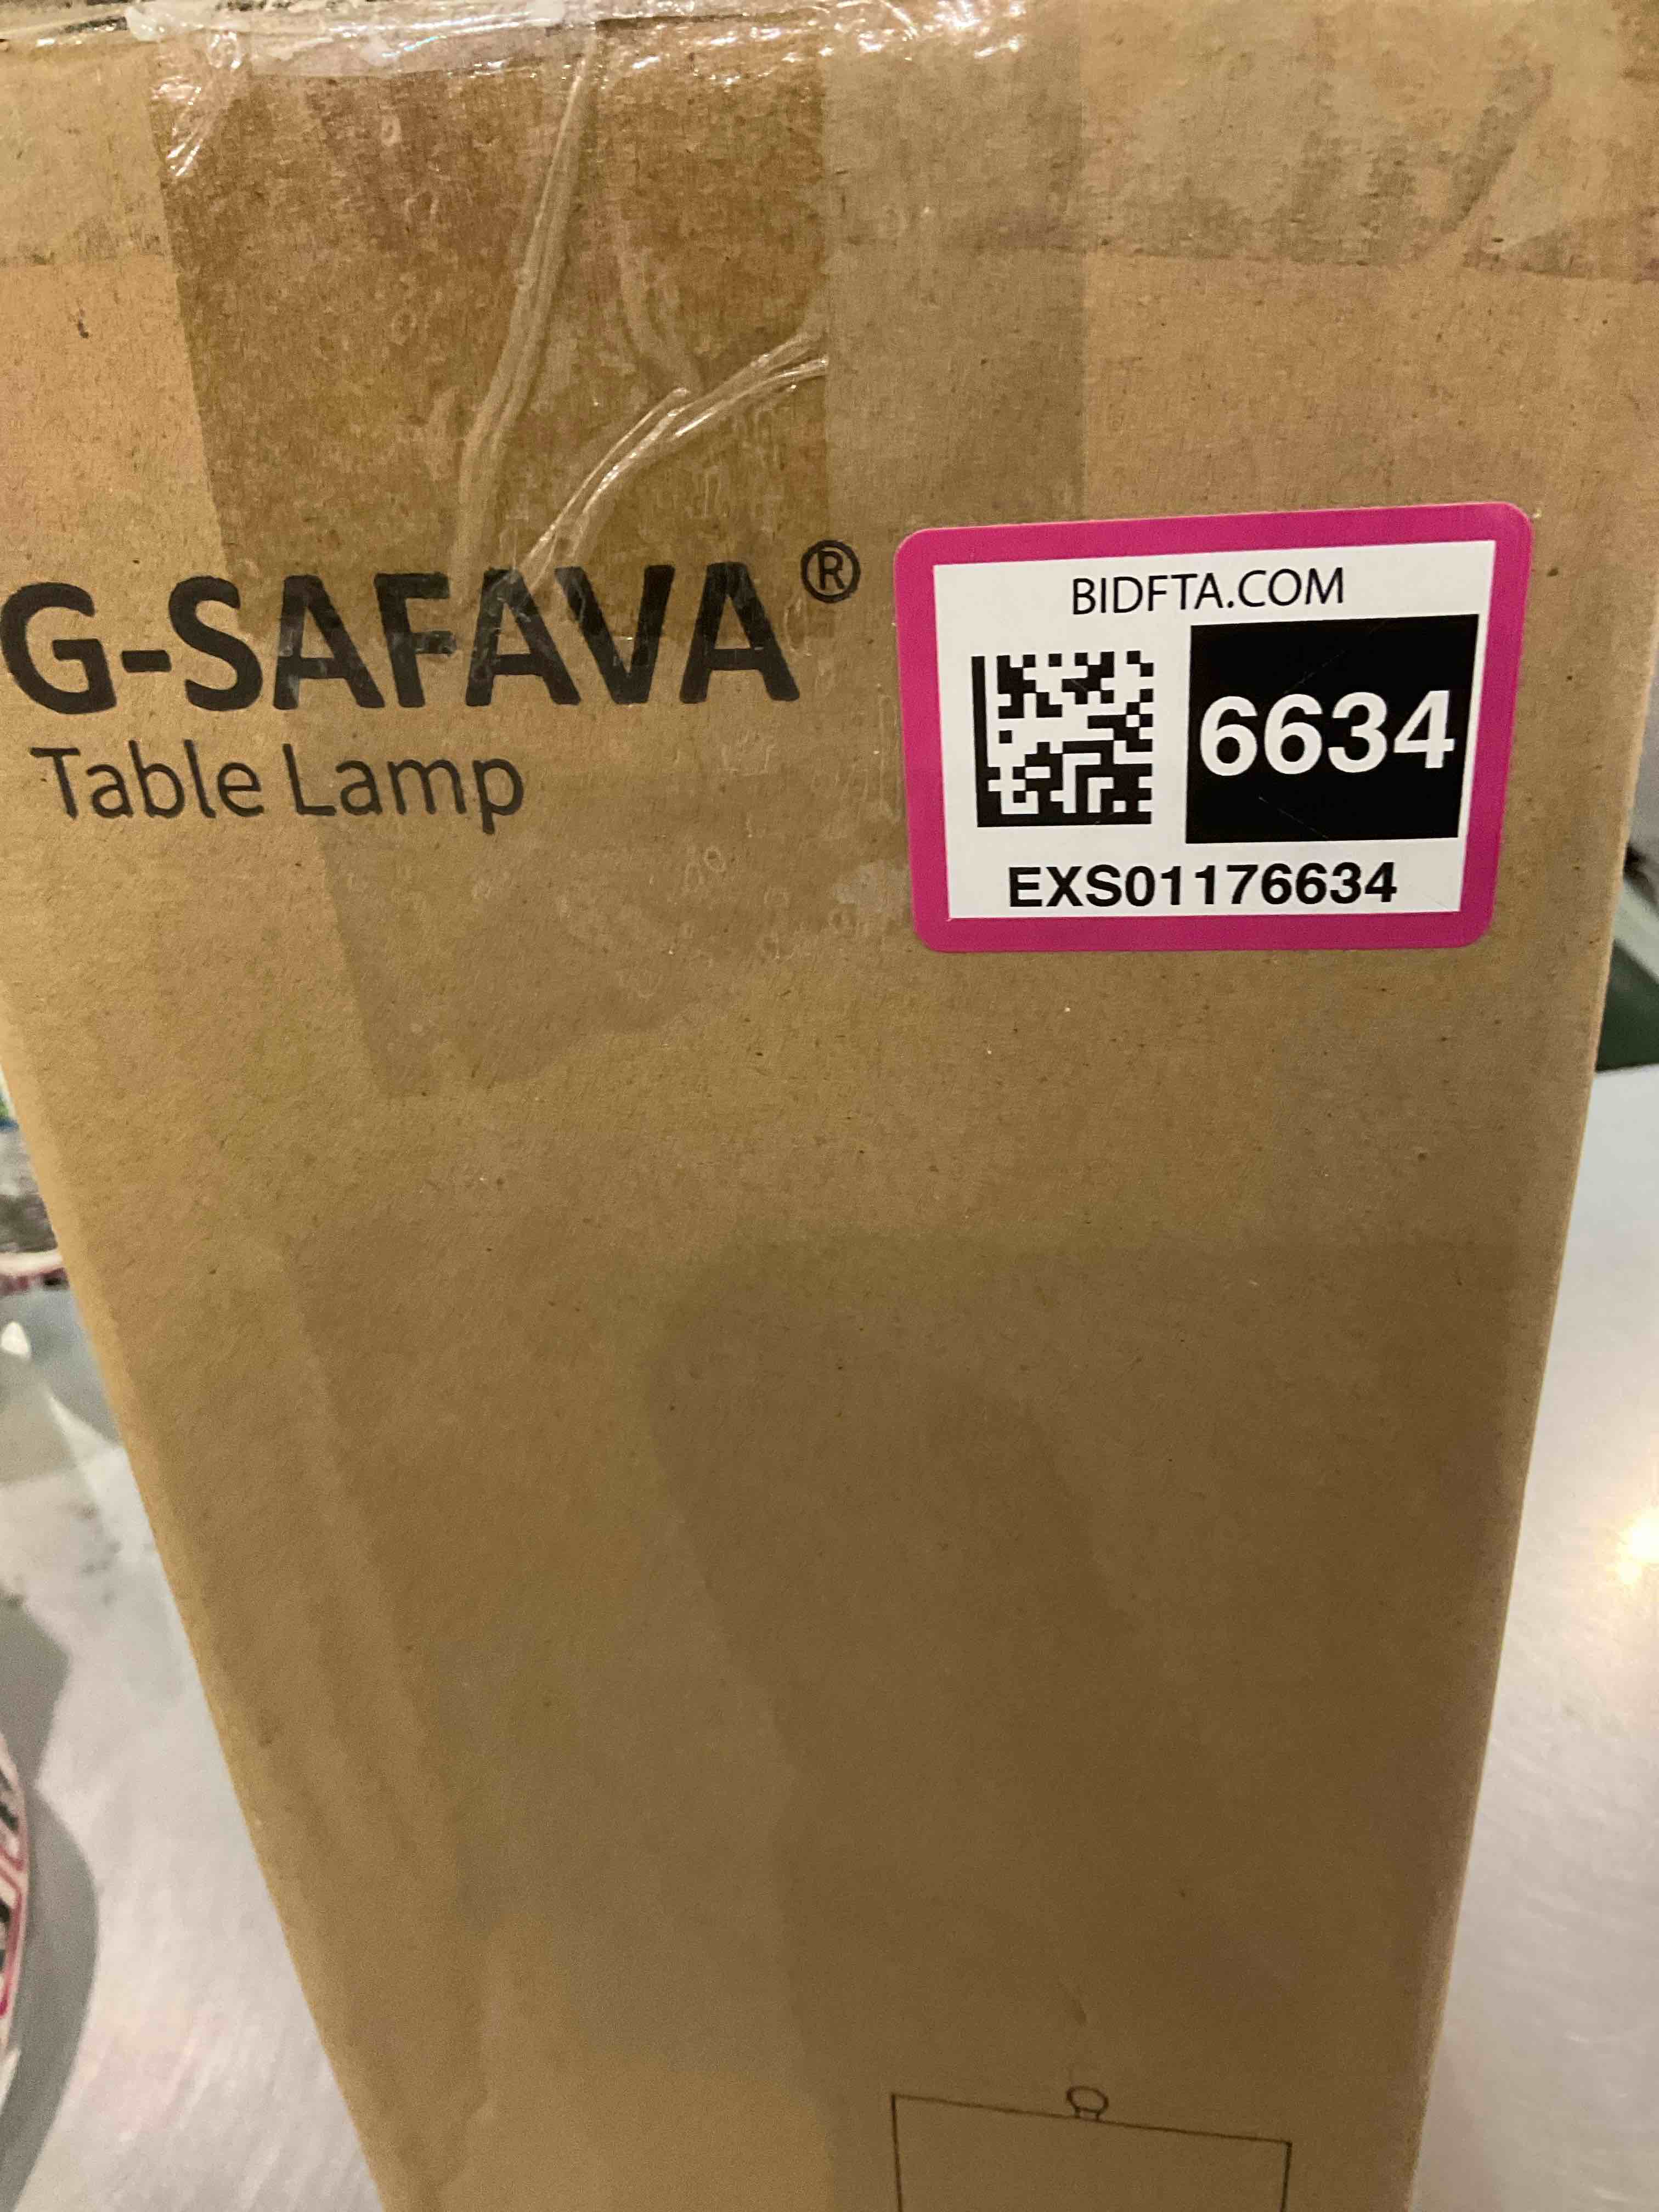 G-SAFAVA®
Table Lamp
BIDFTA.COM
6634
EXS01176634